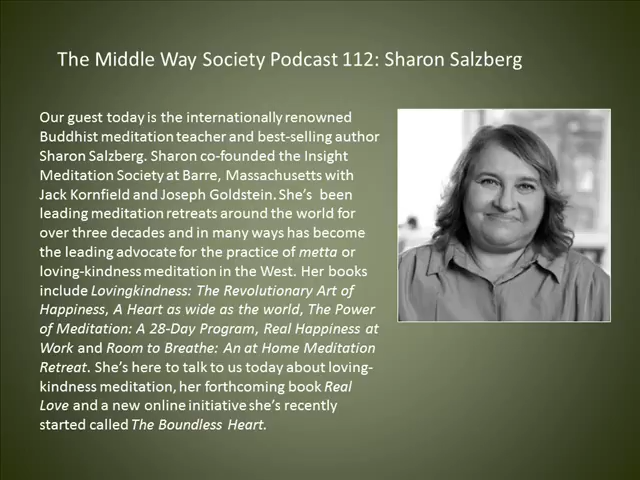 The Middle Way Society Podcast 112: Sharon Salzberg
Our guest today is the internationally renowned
Buddhist meditation teacher and best-selling author
Sharon Salzberg. Sharon co-founded the Insight
Meditation Society at Barre, Massachusetts with
Jack Kornfield and Joseph Goldstein. She’s been
leading meditation retreats around the world for
over three decades and in many ways has become
the leading advocate for the practice of metta or
loving-kindness meditation in the West. Her books
include Lovingkindness: The Revolutionary Art of
Happiness, A Heart as wide as the world, The Power
of Meditation: A 28-Day Program, Real Happiness at
Work and Room to Breathe: An at Home Meditation
Retreat. She’s here to talk to us today about loving-
kindness meditation, her forthcoming book Real
Love and a new online initiative she’s recently
started called The Boundless Heart.